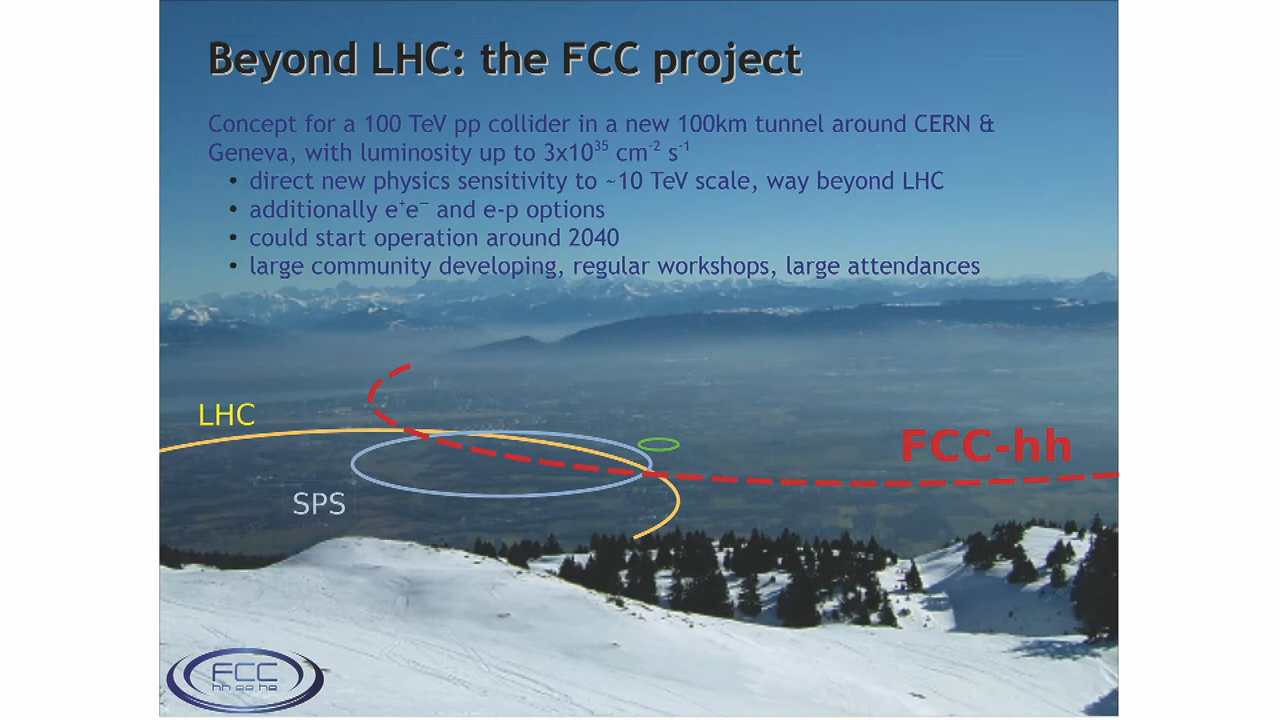 Beyond LHC: the FCC project
Concept for a 100 TeV pp collider in a new 100km tunnel around CERN &
Geneva, with luminosity up to 3x10³⁵ cm⁻² s⁻¹
• direct new physics sensitivity to ~10 TeV scale, way beyond LHC
• additionally e⁺e⁻ and e-p options
• could start operation around 2040
• large community developing, regular workshops, large attendances
LHC
FCC-hh
SPS
FCC
hh ee he